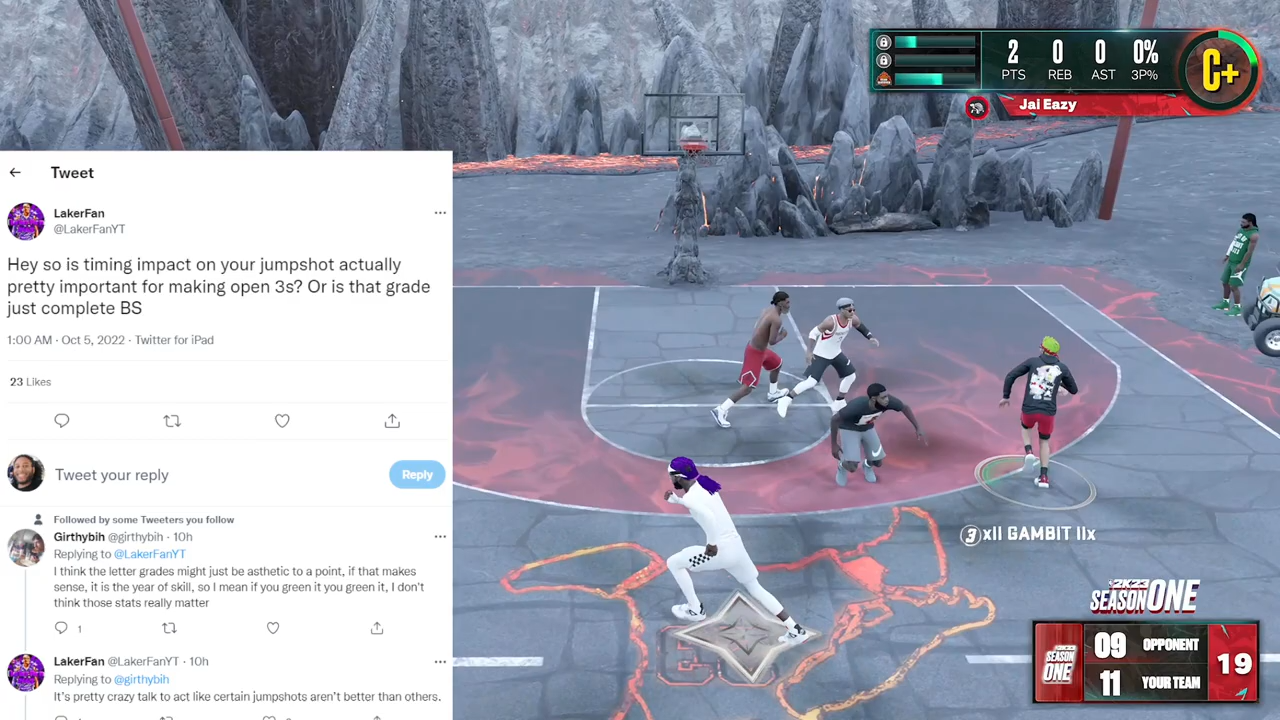 Tweet
LakerFan
@LakerFanYT
Hey so is timing impact on your jumpshot actually
pretty important for making open 3s? Or is that grade
just complete BS
1:00 AM · Oct 5, 2022 · Twitter for iPad
23 Likes
Tweet your reply
Reply
Followed by some Tweeters you follow
Girthybih @girthybih · 10h
Replying to @LakerFanYT
I think the letter grades might just be asthetic to a point, if that makes
sense, it is the year of skill, so I mean if you green it you green it, I don't
think those stats really matter
1
LakerFan @LakerFanYT · 10h
Replying to @girthybih
It's pretty crazy talk to act like certain jumpshots aren't better than others.
2 0 0 0%
PTS REB AST 3P%
C+
Jai Eazy
3 xII GAMBIT IIx
2K23
SEASON ONE
2K23
SEASON
ONE
09 OPPONENT
11 YOUR TEAM
19